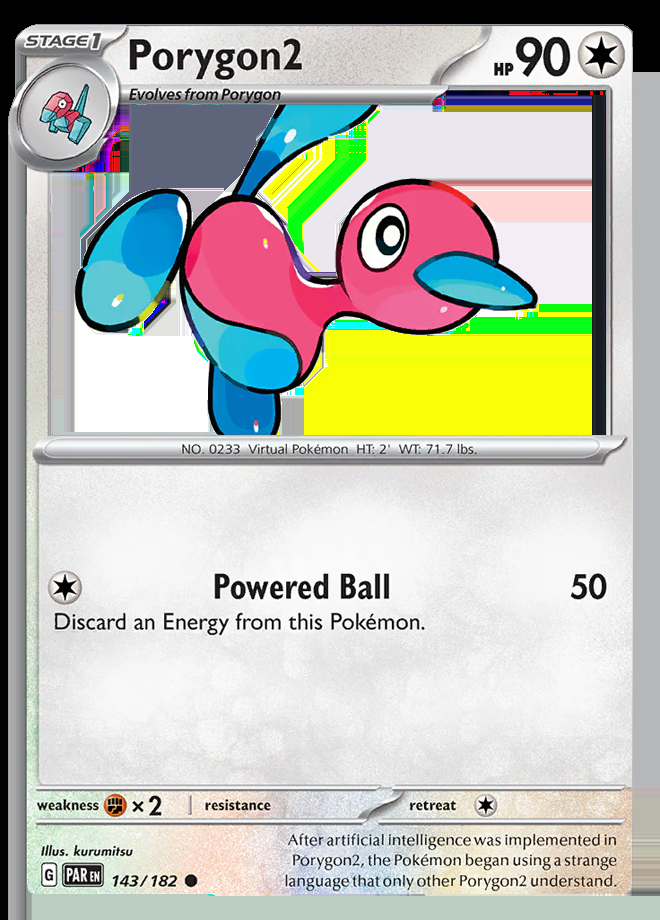 STAGE1
Porygon2
HP 90
Evolves from Porygon
NO. 0233 Virtual Pokémon HT: 2' WT: 71.7 lbs.
Powered Ball 50
Discard an Energy from this Pokémon.
weakness ×2 resistance retreat
Illus. kurumitsu
G PAR EN 143/182
After artificial intelligence was implemented in
Porygon2, the Pokémon began using a strange
language that only other Porygon2 understand.